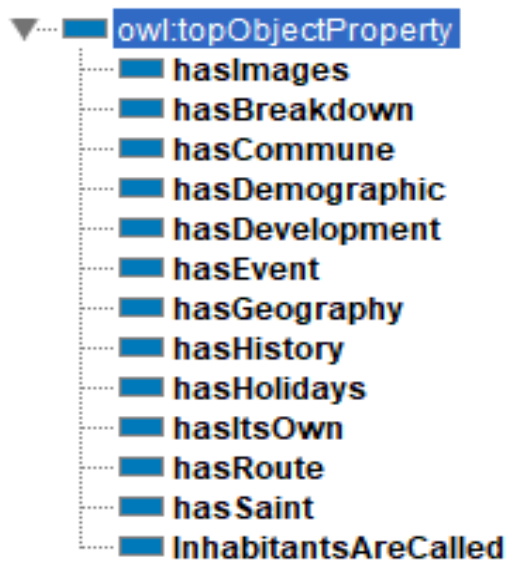 owl:topObjectProperty
hasImages
hasBreakdown
hasCommune
hasDemographic
hasDevelopment
hasEvent
hasGeography
hasHistory
hasHolidays
hasItsOwn
hasRoute
hasSaint
InhabitantsAreCalled